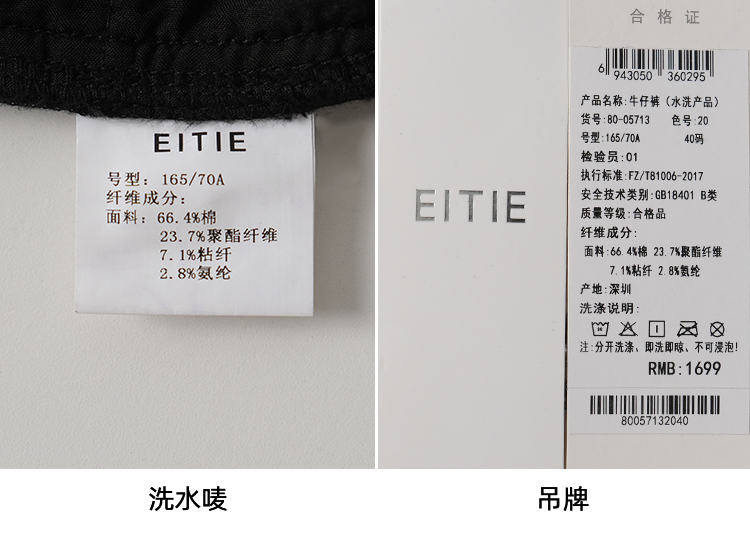 EITIE
号型: 165/70A
纤维成分:
面料: 66.4%棉
23.7%聚酯纤维
7.1%粘纤
2.8%氨纶
洗水唛
EITIE
合格证
6 943050 360295
产品名称:牛仔裤（水洗产品）
货号:80-05713 色号:20
号型:165/70A 40码
检验员:01
执行标准:FZ/T81006-2017
安全技术类别:GB18401 B类
质量等级:合格品
纤维成分:
面料:66.4%棉 23.7%聚酯纤维
7.1%粘纤 2.8%氨纶
产地:深圳
洗涤说明:
注:分开洗涤、即洗即晾、不可浸泡!
RMB:1699
80057132040
吊牌